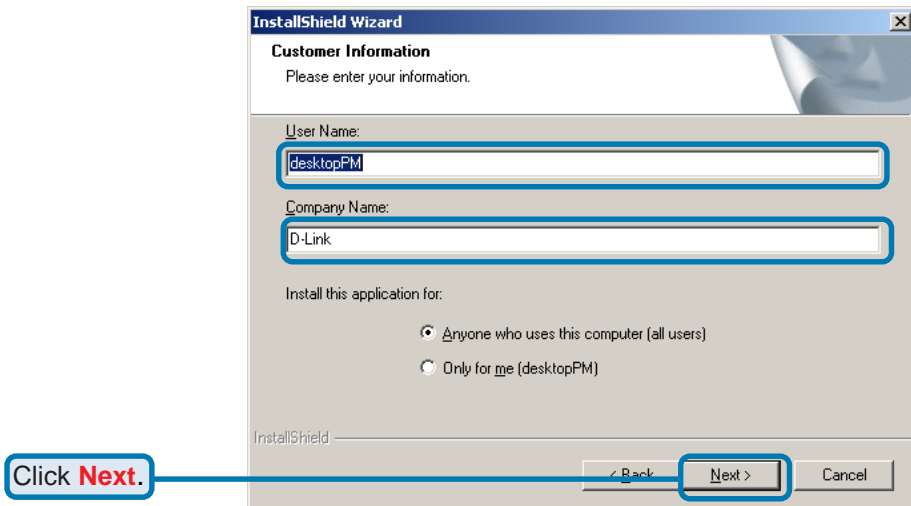 InstallShield Wizard
Customer Information
Please enter your information.
User Name:
desktopPM
Company Name:
D-Link
Install this application for:
Anyone who uses this computer (all users)
Only for me (desktopPM)
InstallShield
Click Next.
< Back
Next >
Cancel